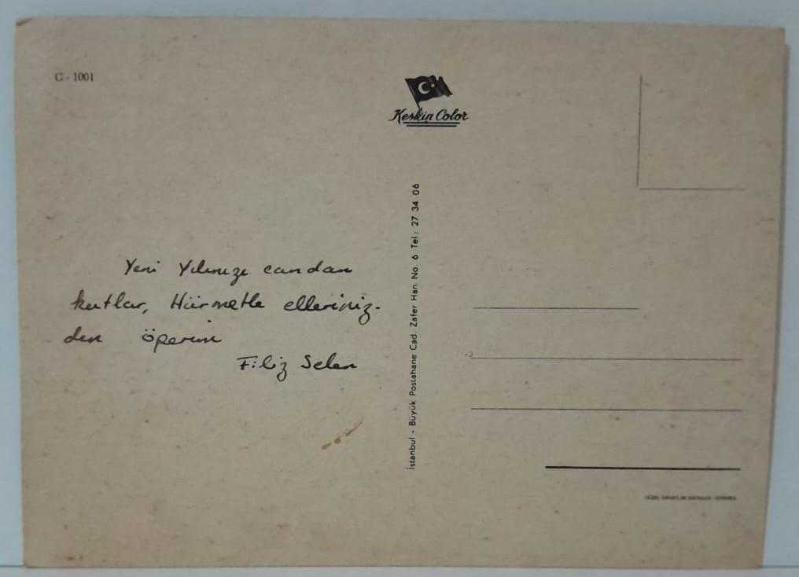 C - 1001
Keskin Color
Yeni Yılınızı candan
kutlar, Hürmetle elleriniz-
den öperim
Filiz Selen
İstanbul - Büyük Postahane Cad. Zafer Han No. 6 Tel: 27 34 06